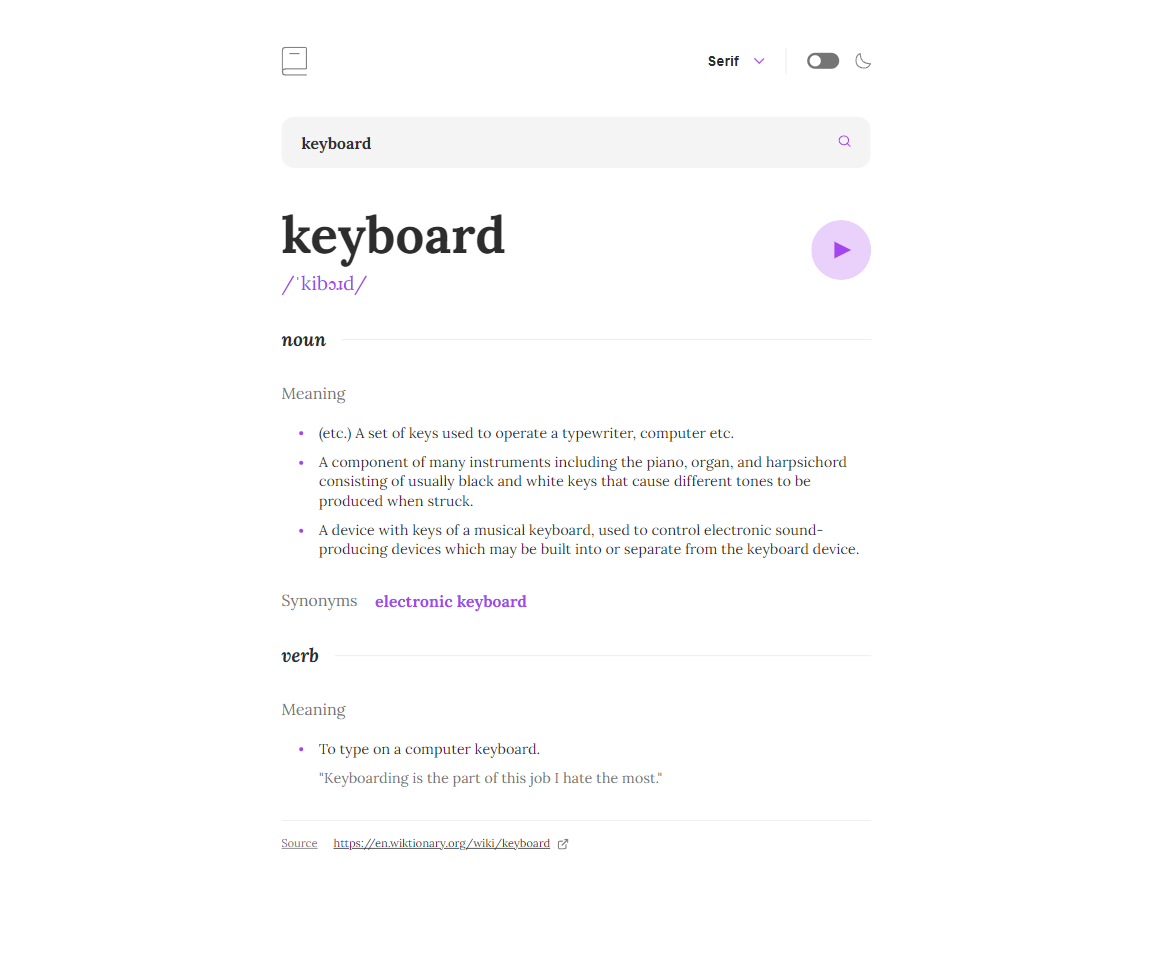 Serif
keyboard
keyboard
/ˈkibɔɹd/
noun
Meaning
(etc.) A set of keys used to operate a typewriter, computer etc.
A component of many instruments including the piano, organ, and harpsichord
consisting of usually black and white keys that cause different tones to be
produced when struck.
A device with keys of a musical keyboard, used to control electronic sound-
producing devices which may be built into or separate from the keyboard device.
Synonyms electronic keyboard
verb
Meaning
To type on a computer keyboard.
"Keyboarding is the part of this job I hate the most."
Source https://en.wiktionary.org/wiki/keyboard